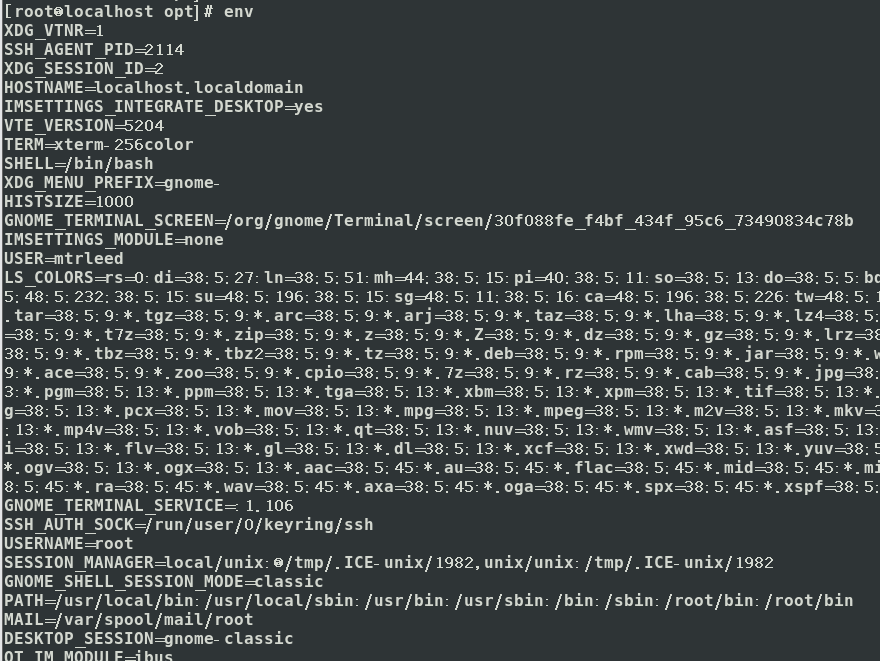 [root@localhost opt]# env
XDG_VTNR=1
SSH_AGENT_PID=2114
XDG_SESSION_ID=2
HOSTNAME=localhost.localdomain
IMSETTINGS_INTEGRATE_DESKTOP=yes
VTE_VERSION=5204
TERM=xterm-256color
SHELL=/bin/bash
XDG_MENU_PREFIX=gnome-
HISTSIZE=1000
GNOME_TERMINAL_SCREEN=/org/gnome/Terminal/screen/30f088fe_f4bf_434f_95c6_73490834c78b
IMSETTINGS_MODULE=none
USER=mtrleed
LS_COLORS=rs=0:di=38;5;27:ln=38;5;51:mh=44;38;5;15:pi=40;38;5;11:so=38;5;13:do=38;5;5:bd
5;48;5;232;38;5;15:su=48;5;196;38;5;15:sg=48;5;11;38;5;16:ca=48;5;196;38;5;226:tw=48;5;1
.tar=38;5;9:*.tgz=38;5;9:*.arc=38;5;9:*.arj=38;5;9:*.taz=38;5;9:*.lha=38;5;9:*.lz4=38;5;
=38;5;9:*.t7z=38;5;9:*.zip=38;5;9:*.z=38;5;9:*.Z=38;5;9:*.dz=38;5;9:*.gz=38;5;9:*.lrz=
38;5;9:*.tbz=38;5;9:*.tbz2=38;5;9:*.tz=38;5;9:*.deb=38;5;9:*.rpm=38;5;9:*.jar=38;5;9:*.w
9:*.ace=38;5;9:*.zoo=38;5;9:*.cpio=38;5;9:*.7z=38;5;9:*.rz=38;5;9:*.cab=38;5;9:*.jpg=38;
3:*.pgm=38;5;13:*.ppm=38;5;13:*.tga=38;5;13:*.xbm=38;5;13:*.xpm=38;5;13:*.tif=38;5;13:*.
g=38;5;13:*.pcx=38;5;13:*.mov=38;5;13:*.mpg=38;5;13:*.mpeg=38;5;13:*.m2v=38;5;13:*.mkv=3
;13:*.mp4v=38;5;13:*.vob=38;5;13:*.qt=38;5;13:*.nuv=38;5;13:*.wmv=38;5;13:*.asf=38;5;13:
i=38;5;13:*.flv=38;5;13:*.gl=38;5;13:*.dl=38;5;13:*.xcf=38;5;13:*.xwd=38;5;13:*.yuv=38;5
*.ogv=38;5;13:*.ogx=38;5;13:*.aac=38;5;45:*.au=38;5;45:*.flac=38;5;45:*.mid=38;5;45:*.mi
8;5;45:*.ra=38;5;45:*.wav=38;5;45:*.axa=38;5;45:*.oga=38;5;45:*.spx=38;5;45:*.xspf=38;5;
GNOME_TERMINAL_SERVICE=:1.106
SSH_AUTH_SOCK=/run/user/0/keyring/ssh
USERNAME=root
SESSION_MANAGER=local/unix:@/tmp/.ICE-unix/1982,unix/unix:/tmp/.ICE-unix/1982
GNOME_SHELL_SESSION_MODE=classic
PATH=/usr/local/bin:/usr/local/sbin:/usr/bin:/usr/sbin:/bin:/sbin:/root/bin:/root/bin
MAIL=/var/spool/mail/root
DESKTOP_SESSION=gnome-classic
QT_IM_MODULE=ibus